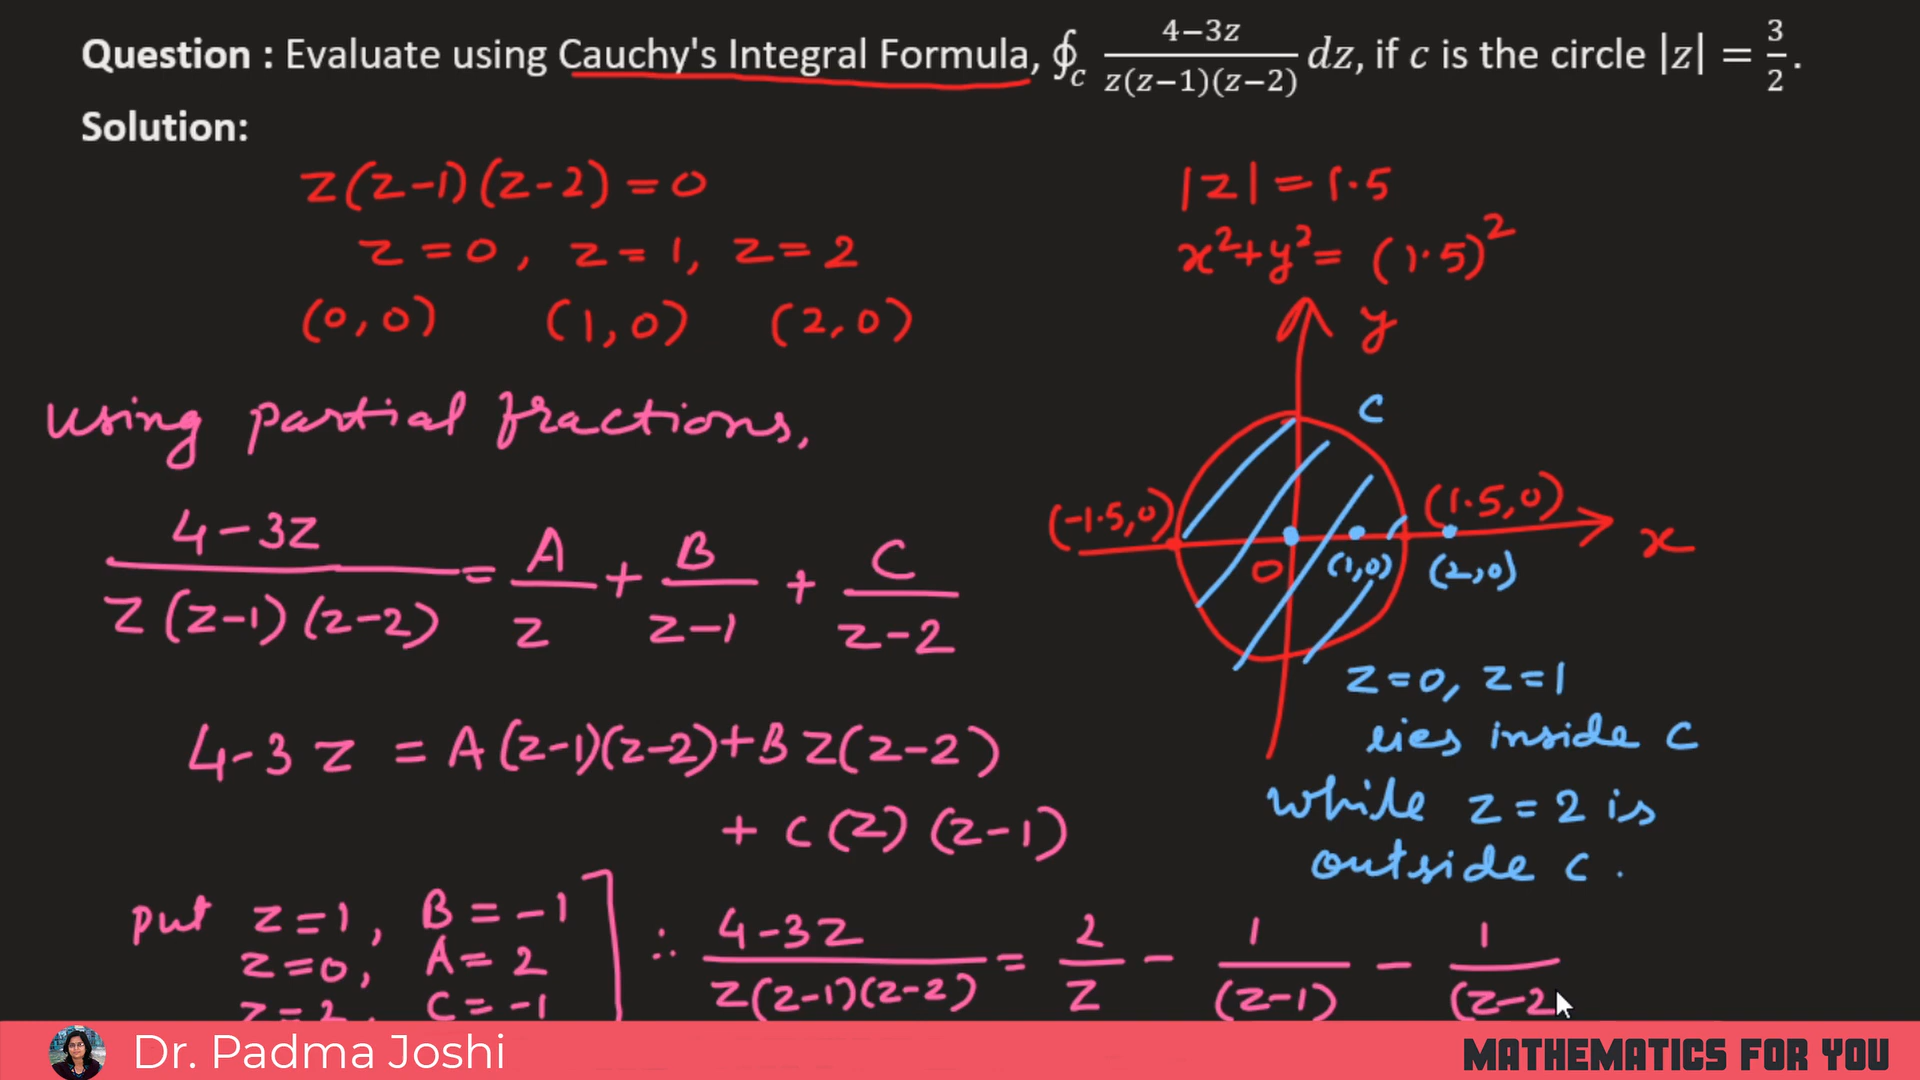 Question : Evaluate using Cauchy's Integral Formula, ∮_c (4−3z)/(z(z−1)(z−2)) dz, if c is the circle |z| = 3/2.
Solution:
z(z-1)(z-2)=0
z=0, z=1, z=2
(0,0) (1,0) (2,0)
|z|=1.5
x²+y²=(1.5)²
y
C
(-1.5,0)
(1.5,0)
x
O
(1,0)
(2,0)
z=0, z=1
lies inside C
while z=2 is
outside C.
Using partial fractions,
(4-3z)/(z(z-1)(z-2)) = A/z + B/(z-1) + C/(z-2)
4-3z = A(z-1)(z-2)+Bz(z-2)
+ C(z)(z-1)
put z=1, B=-1
z=0, A=2
z=2, C=-1
∴ (4-3z)/(z(z-1)(z-2)) = 2/z - 1/(z-1) - 1/(z-2
Dr. Padma Joshi
MATHEMATICS FOR YOU